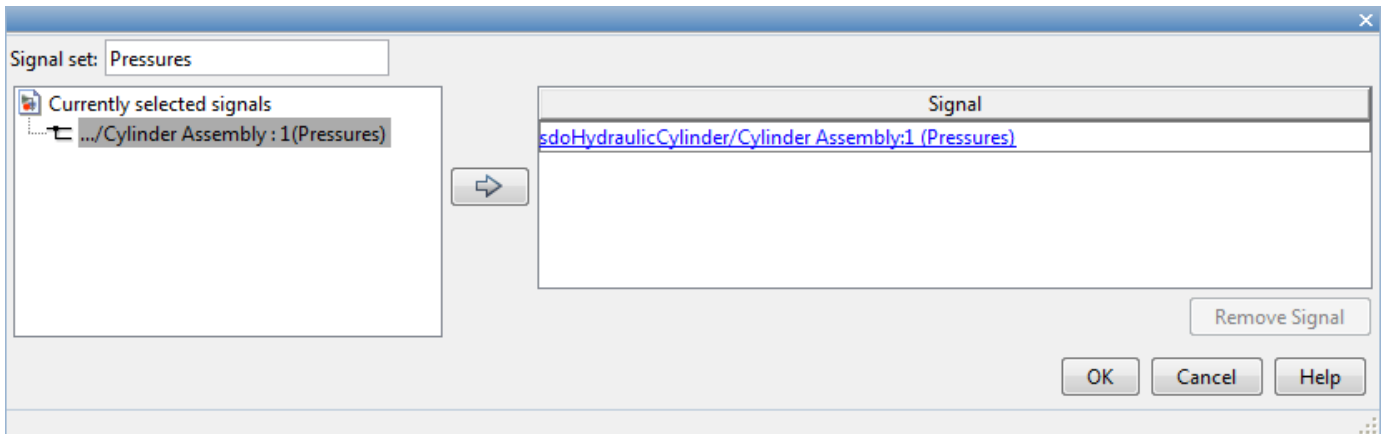 Signal set: Pressures
Currently selected signals
.../Cylinder Assembly : 1(Pressures)
Signal
sdoHydraulicCylinder/Cylinder Assembly:1 (Pressures)
Remove Signal
OK Cancel Help